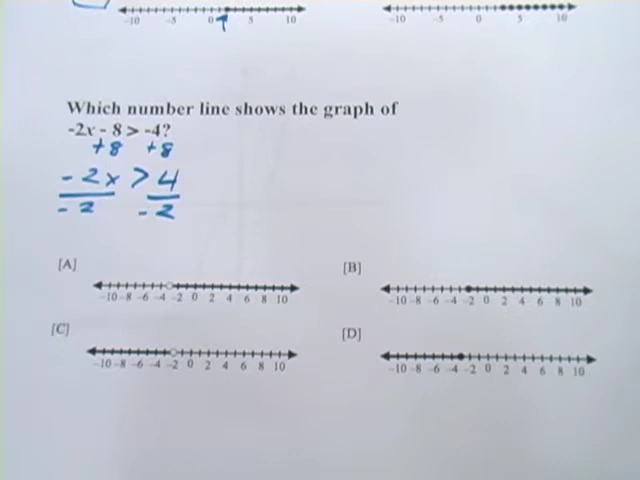 -10 -5 0 5 10 -10 -5 0 5 10
Which number line shows the graph of
-2x - 8 > -4?
+8 +8
-2x > 4
-2 -2
[A] [B]
-10 -8 -6 -4 -2 0 2 4 6 8 10 -10 -8 -6 -4 -2 0 2 4 6 8 10
[C] [D]
-10 -8 -6 -4 -2 0 2 4 6 8 10 -10 -8 -6 -4 -2 0 2 4 6 8 10